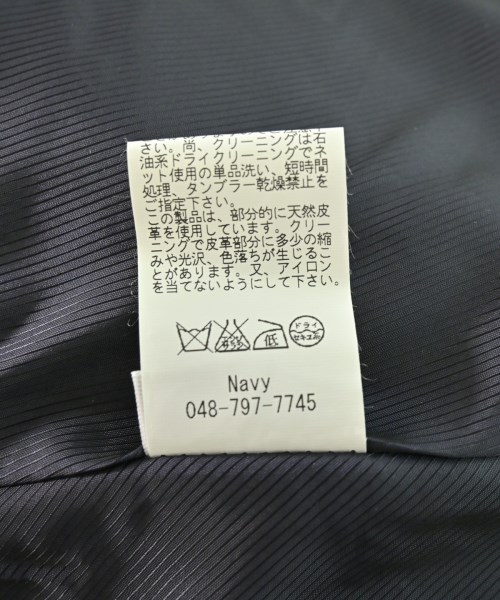 さい。尚、クリーニングは石
油系ドライクリーニングでネ
ット使用の単品洗い、短時間
処理、タンブラー乾燥禁止を
ご指定下さい。
この製品は、部分的に天然皮
革を使用しています。クリー
ニングで皮革部分に多少の縮
みや光沢、色落ちが生じるこ
とがあります。又、アイロン
を当てないようにして下さい。
エンソサラシ 低 ドライ セキユ系
Navy
048-797-7745